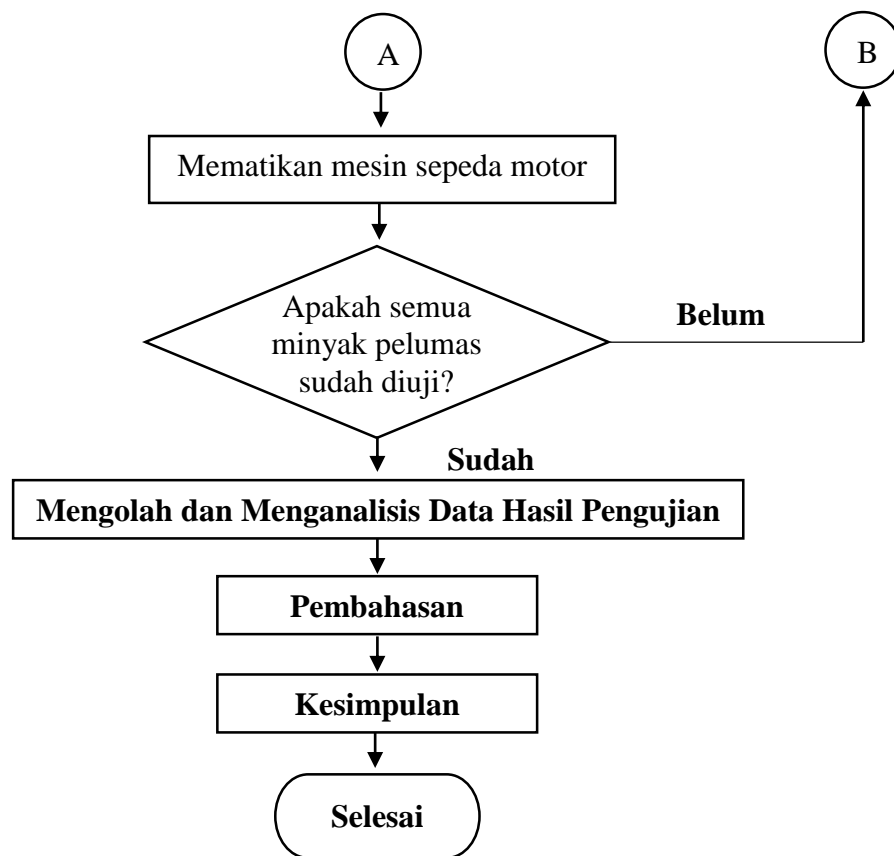 A
B
Mematikan mesin sepeda motor
Apakah semua
minyak pelumas
sudah diuji?
Belum
Sudah
Mengolah dan Menganalisis Data Hasil Pengujian
Pembahasan
Kesimpulan
Selesai